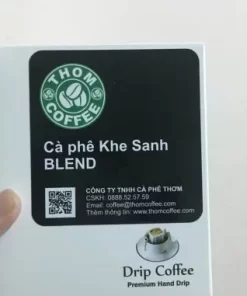 THOM
COFFEE
Cà phê Khe Sanh
BLEND
CÔNG TY TNHH CÀ PHÊ THƠM
CSKH: 0888.52.57.59
Email: coffee@thomcoffee.com
Thêm thông tin: www.thomcoffee.com
Drip Coffee
Premium Hand Drip